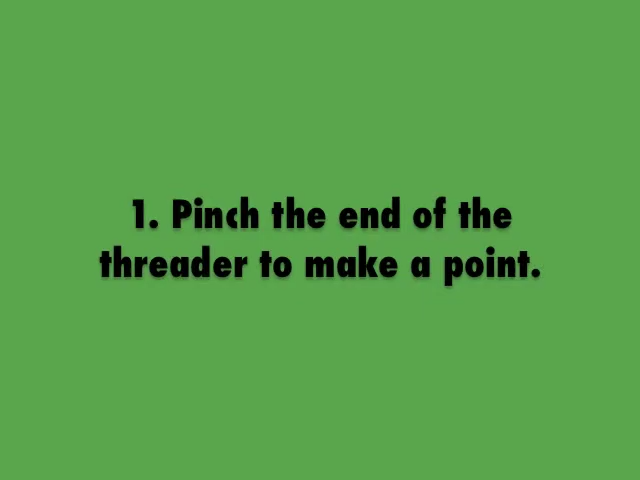 1. Pinch the end of the
threader to make a point.